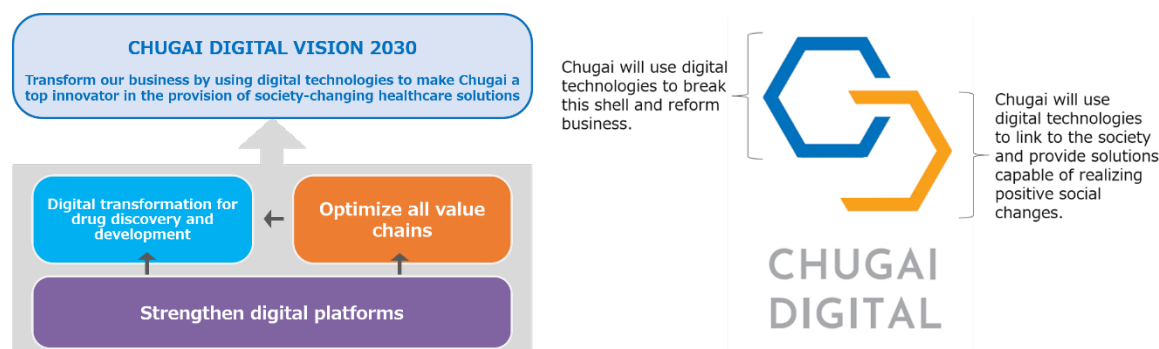 CHUGAI DIGITAL VISION 2030
Transform our business by using digital technologies to make Chugai a
top innovator in the provision of society-changing healthcare solutions
Digital transformation for
drug discovery and
development
Optimize all value
chains
Strengthen digital platforms
Chugai will use digital
technologies to break
this shell and reform
business.
Chugai will use
digital technologies
to link to the society
and provide solutions
capable of realizing
positive social
changes.
CHUGAI
DIGITAL